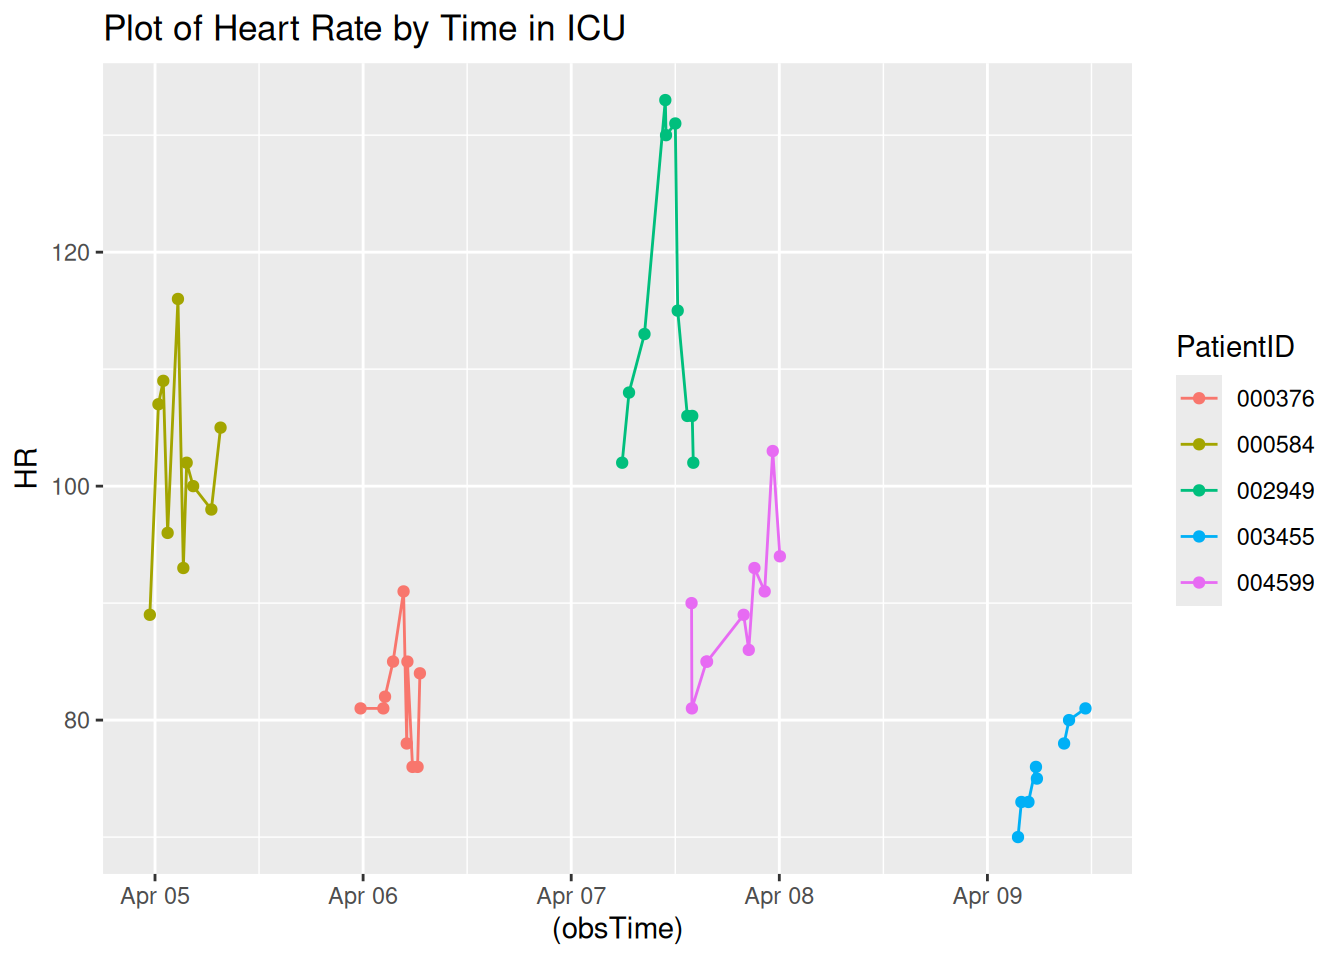 Plot of Heart Rate by Time in ICU
HR
120
100
80
Apr 05
Apr 06
Apr 07
Apr 08
Apr 09
(obsTime)
PatientID
000376
000584
002949
003455
004599